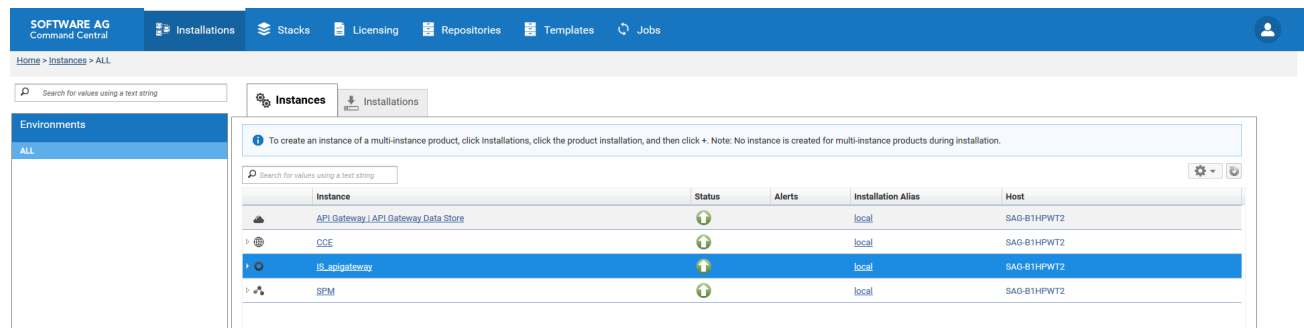 SOFTWARE AG
Command Central
Installations
Stacks
Licensing
Repositories
Templates
Jobs
Home > Instances > ALL
Search for values using a text string
Environments
ALL
Instances
Installations
To create an instance of a multi-instance product, click Installations, click the product installation, and then click +. Note: No instance is created for multi-instance products during installation.
Search for values using a text string
Instance Status Alerts Installation Alias Host
API Gateway | API Gateway Data Store local SAG-B1HPWT2
CCE local SAG-B1HPWT2
IS_apigateway local SAG-B1HPWT2
SPM local SAG-B1HPWT2